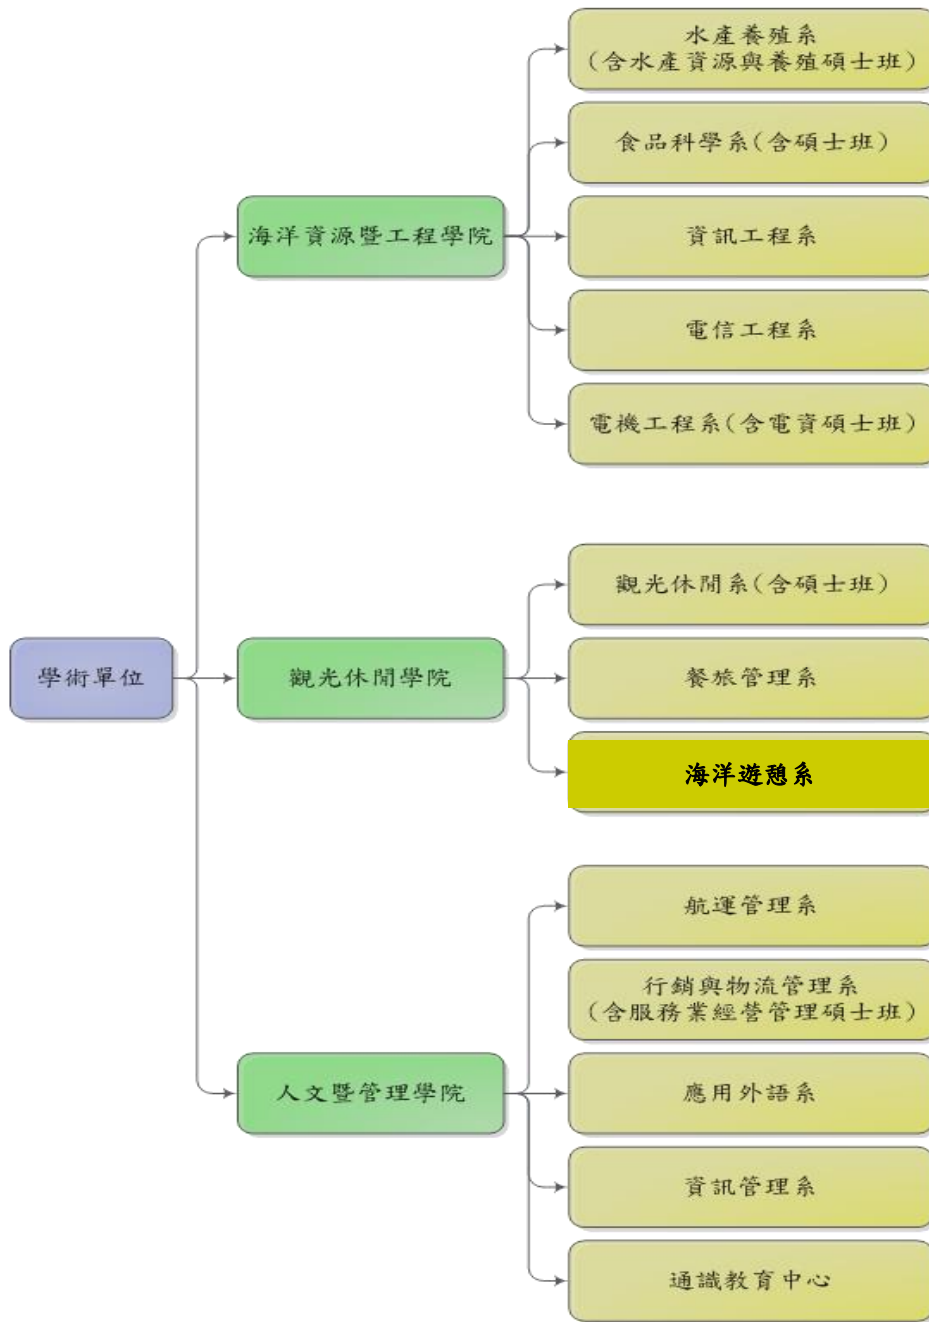 學術單位
海洋資源暨工程學院
水產養殖系
(含水產資源與養殖碩士班)
食品科學系(含碩士班)
資訊工程系
電信工程系
電機工程系(含電資碩士班)
觀光休閒學院
觀光休閒系(含碩士班)
餐旅管理系
海洋遊憩系
人文暨管理學院
航運管理系
行銷與物流管理系
(含服務業經營管理碩士班)
應用外語系
資訊管理系
通識教育中心